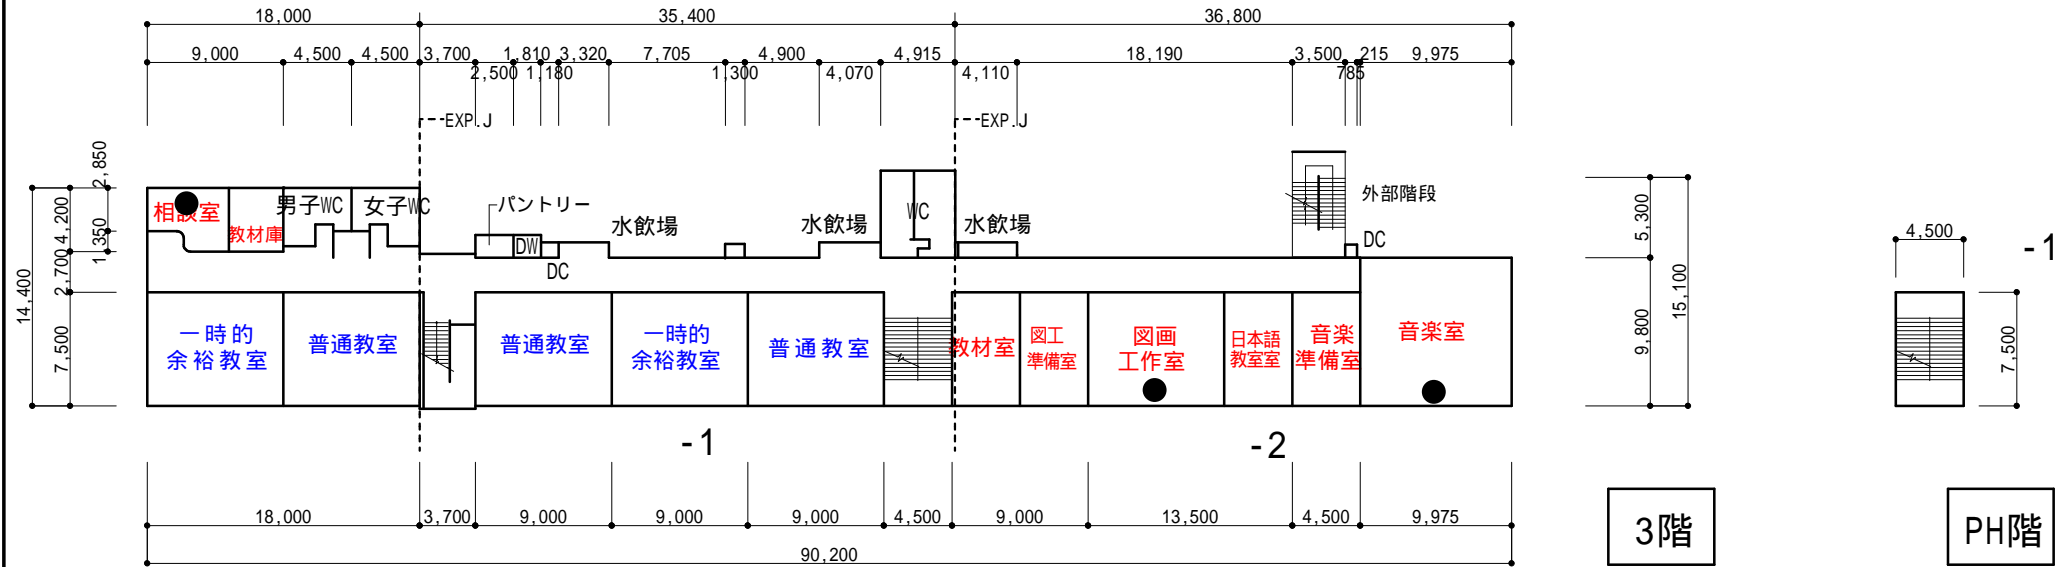 18,000 35,400 36,800
9,000 4,500 4,500 3,700 1,810 3,320 7,705 4,900 4,915 18,190 3,500 215 9,975
2,500 1,180 1,300 4,070 4,110 785
EXP.J EXP.J
2,850
4,200
1,350
2,700
7,500
14,400
相談室
教材庫
男子WC
女子WC
パントリー
DW
DC
水飲場
水飲場
WC
水飲場
外部階段
DC
5,300
9,800
15,100
4,500
-1
7,500
一時的
余裕教室
普通教室
普通教室
一時的
余裕教室
普通教室
教材室
図工
準備室
図画
工作室
日本語
教室室
音楽
準備室
音楽室
-1
-2
18,000 3,700 9,000 9,000 9,000 4,500 9,000 13,500 4,500 9,975
90,200
3階
PH階